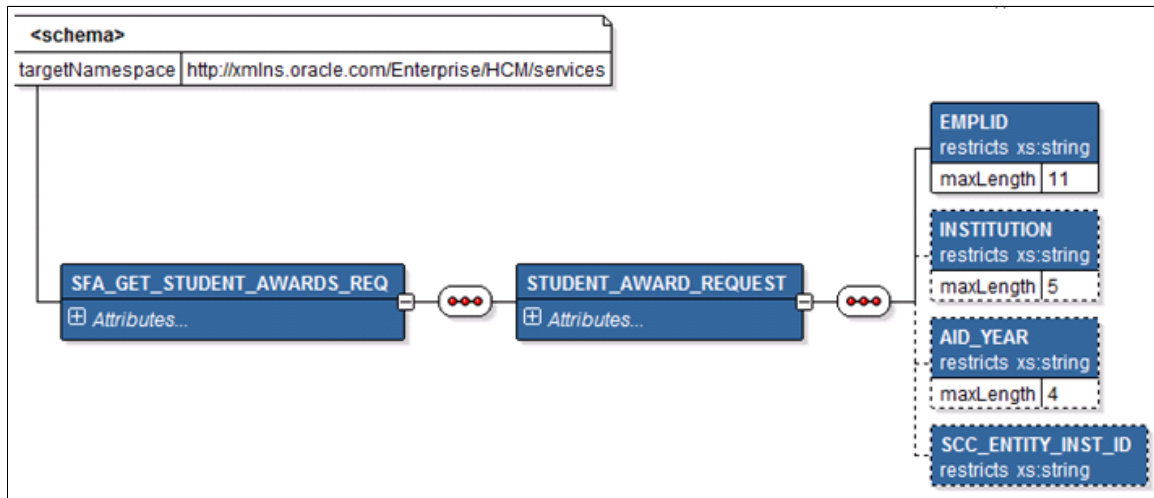 <schema>
targetNamespace http://xmlns.oracle.com/Enterprise/HCM/services
EMPLID
restricts xs:string
maxLength 11
INSTITUTION
restricts xs:string
maxLength 5
SFA_GET_STUDENT_AWARDS_REQ
Attributes...
STUDENT_AWARD_REQUEST
Attributes...
AID_YEAR
restricts xs:string
maxLength 4
SCC_ENTITY_INST_ID
restricts xs:string